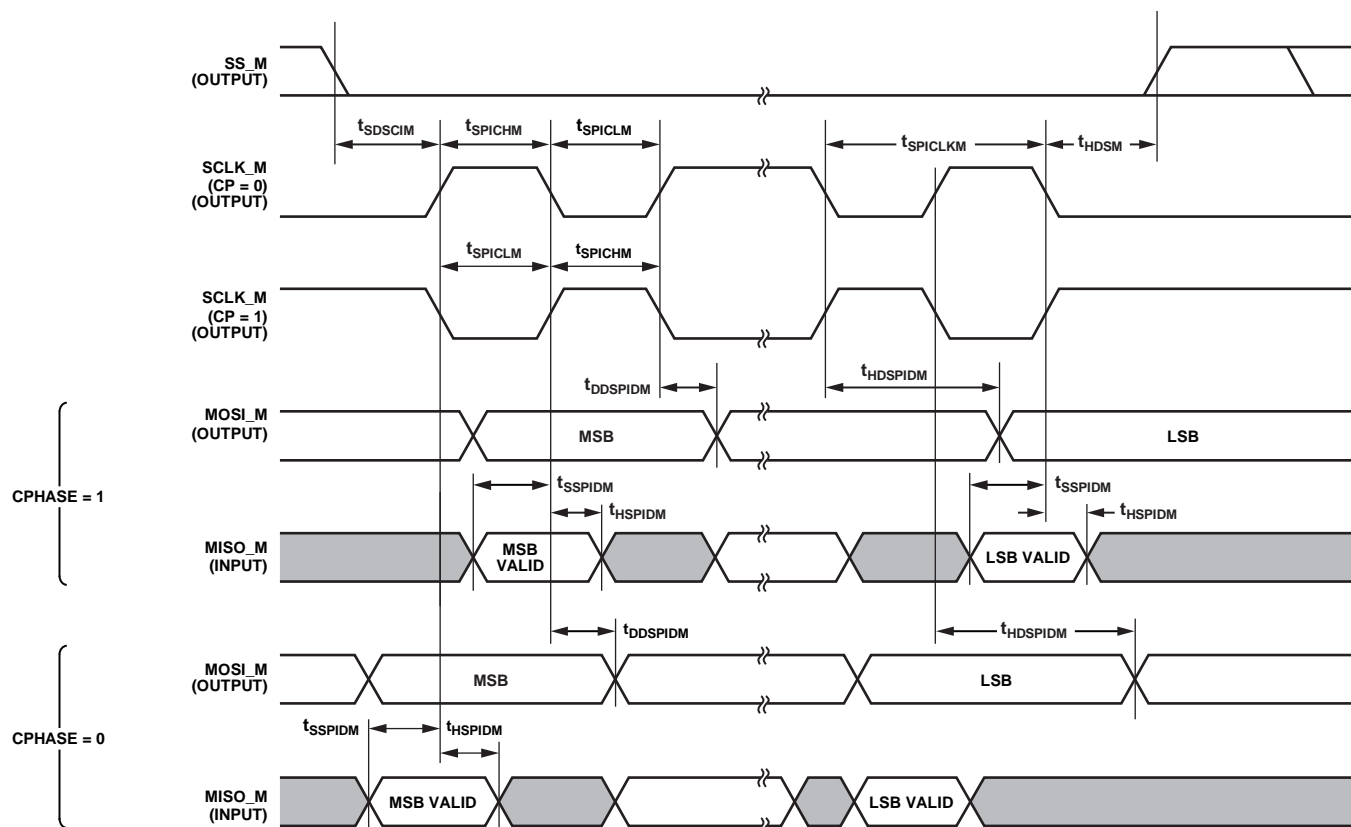 SS_M
(OUTPUT)
tSDSCIM
tSPICHM
tSPICLM
tSPICLKM
tHDSM
SCLK_M
(CP = 0)
(OUTPUT)
tSPICLM
tSPICHM
SCLK_M
(CP = 1)
(OUTPUT)
tDDSPIDM
tHDSPIDM
CPHASE = 1
MOSI_M
(OUTPUT)
MSB
LSB
tSSPIDM
tHSPIDM
tSSPIDM
tHSPIDM
MISO_M
(INPUT)
MSB
VALID
LSB VALID
tDDSPIDM
tHDSPIDM
CPHASE = 0
MOSI_M
(OUTPUT)
MSB
LSB
tSSPIDM
tHSPIDM
MISO_M
(INPUT)
MSB VALID
LSB VALID